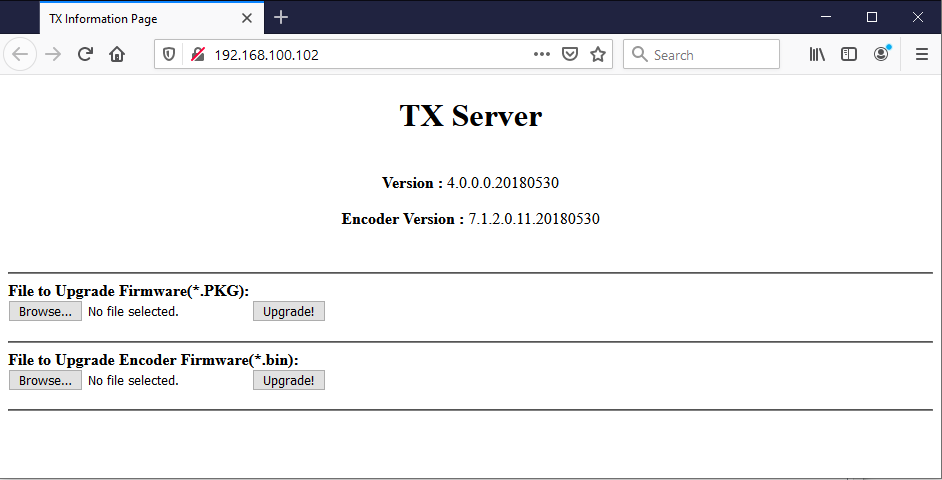 TX Information Page
192.168.100.102
Search
TX Server
Version : 4.0.0.0.20180530
Encoder Version : 7.1.2.0.11.20180530
File to Upgrade Firmware(*.PKG):
Browse... No file selected. Upgrade!
File to Upgrade Encoder Firmware(*.bin):
Browse... No file selected. Upgrade!